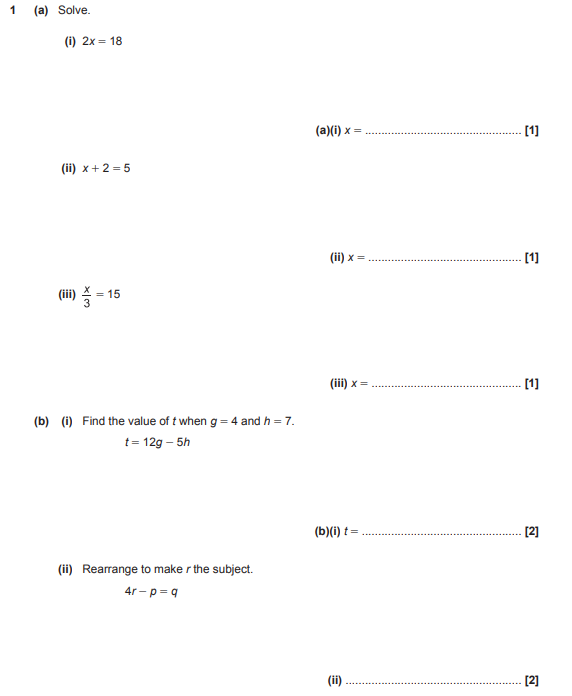 1 (a) Solve.
(i) 2x = 18
(a)(i) x = .................................................. [1]
(ii) x + 2 = 5
(ii) x = .................................................. [1]
(iii) x/3 = 15
(iii) x = .................................................. [1]
(b) (i) Find the value of t when g = 4 and h = 7.
t = 12g – 5h
(b)(i) t = .................................................. [2]
(ii) Rearrange to make r the subject.
4r – p = q
(ii) .................................................. [2]